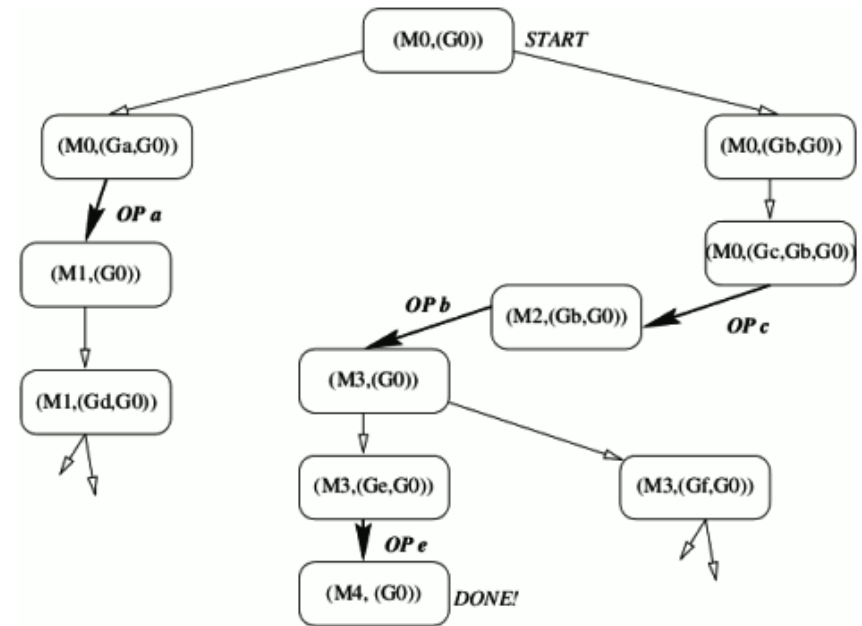 (M0,(G0)) START
(M0,(Ga,G0))
(M0,(Gb,G0))
OP a
(M0,(Gc,Gb,G0))
(M1,(G0))
OP b
(M2,(Gb,G0))
OP c
(M3,(G0))
(M1,(Gd,G0))
(M3,(Ge,G0))
(M3,(Gf,G0))
OP e
(M4, (G0)) DONE!